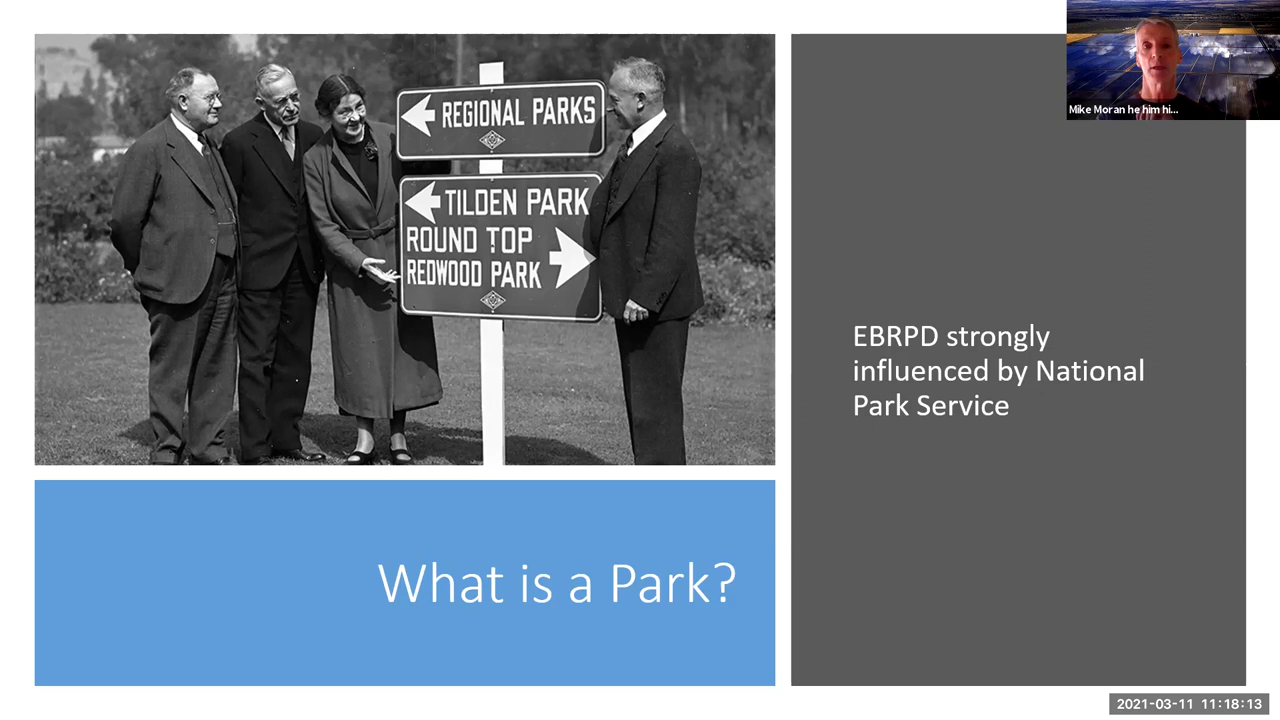 REGIONAL PARKS
TILDEN PARK
ROUND TOP
REDWOOD PARK
What is a Park?
EBRPD strongly
influenced by National
Park Service
Mike Moran he him hi...
2021-03-11 11:18:13